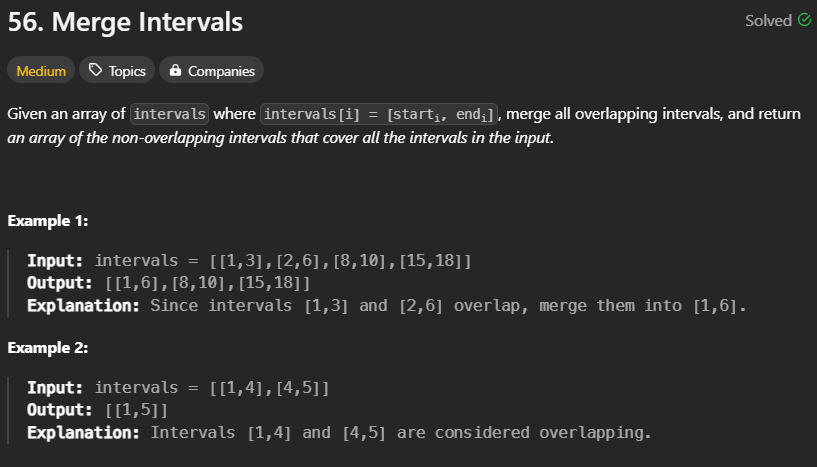 56. Merge Intervals
Solved
Medium Topics Companies
Given an array of intervals where intervals[i] = [starti, endi], merge all overlapping intervals, and return
an array of the non-overlapping intervals that cover all the intervals in the input.
Example 1:
Input: intervals = [[1,3],[2,6],[8,10],[15,18]]
Output: [[1,6],[8,10],[15,18]]
Explanation: Since intervals [1,3] and [2,6] overlap, merge them into [1,6].
Example 2:
Input: intervals = [[1,4],[4,5]]
Output: [[1,5]]
Explanation: Intervals [1,4] and [4,5] are considered overlapping.